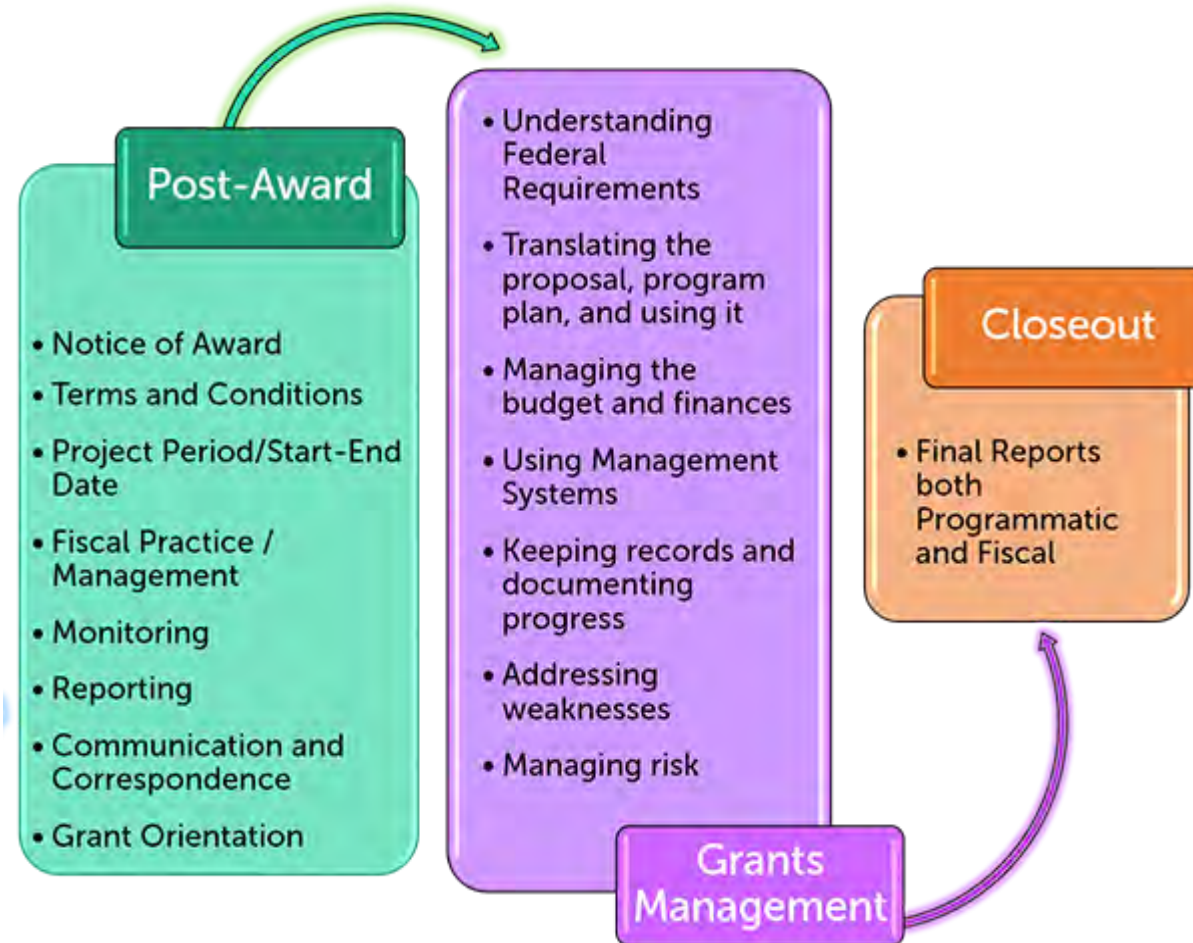 Post-Award
• Notice of Award
• Terms and Conditions
• Project Period/Start-End
Date
• Fiscal Practice /
Management
• Monitoring
• Reporting
• Communication and
Correspondence
• Grant Orientation
• Understanding
Federal
Requirements
• Translating the
proposal, program
plan, and using it
• Managing the
budget and finances
• Using Management
Systems
• Keeping records and
documenting
progress
• Addressing
weaknesses
• Managing risk
Grants
Management
Closeout
• Final Reports
both
Programmatic
and Fiscal